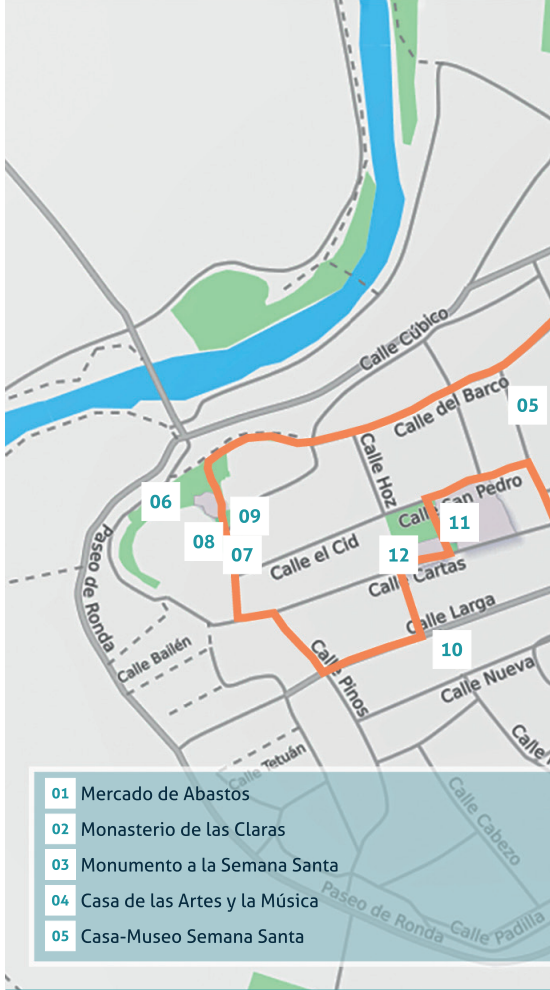 Calle Cúbico
Calle del Barco
05
Calle Hoz
Calle San Pedro
06
09
11
08
07
12
Calle el Cid
Calle Cartas
Paseo de Ronda
Calle Larga
10
Calle Bailén
Calle Pinos
Calle Nueva
Calle
Calle Tetuán
Calle Cabezo
Paseo de Ronda
Calle Padilla
01 Mercado de Abastos
02 Monasterio de las Claras
03 Monumento a la Semana Santa
04 Casa de las Artes y la Música
05 Casa-Museo Semana Santa